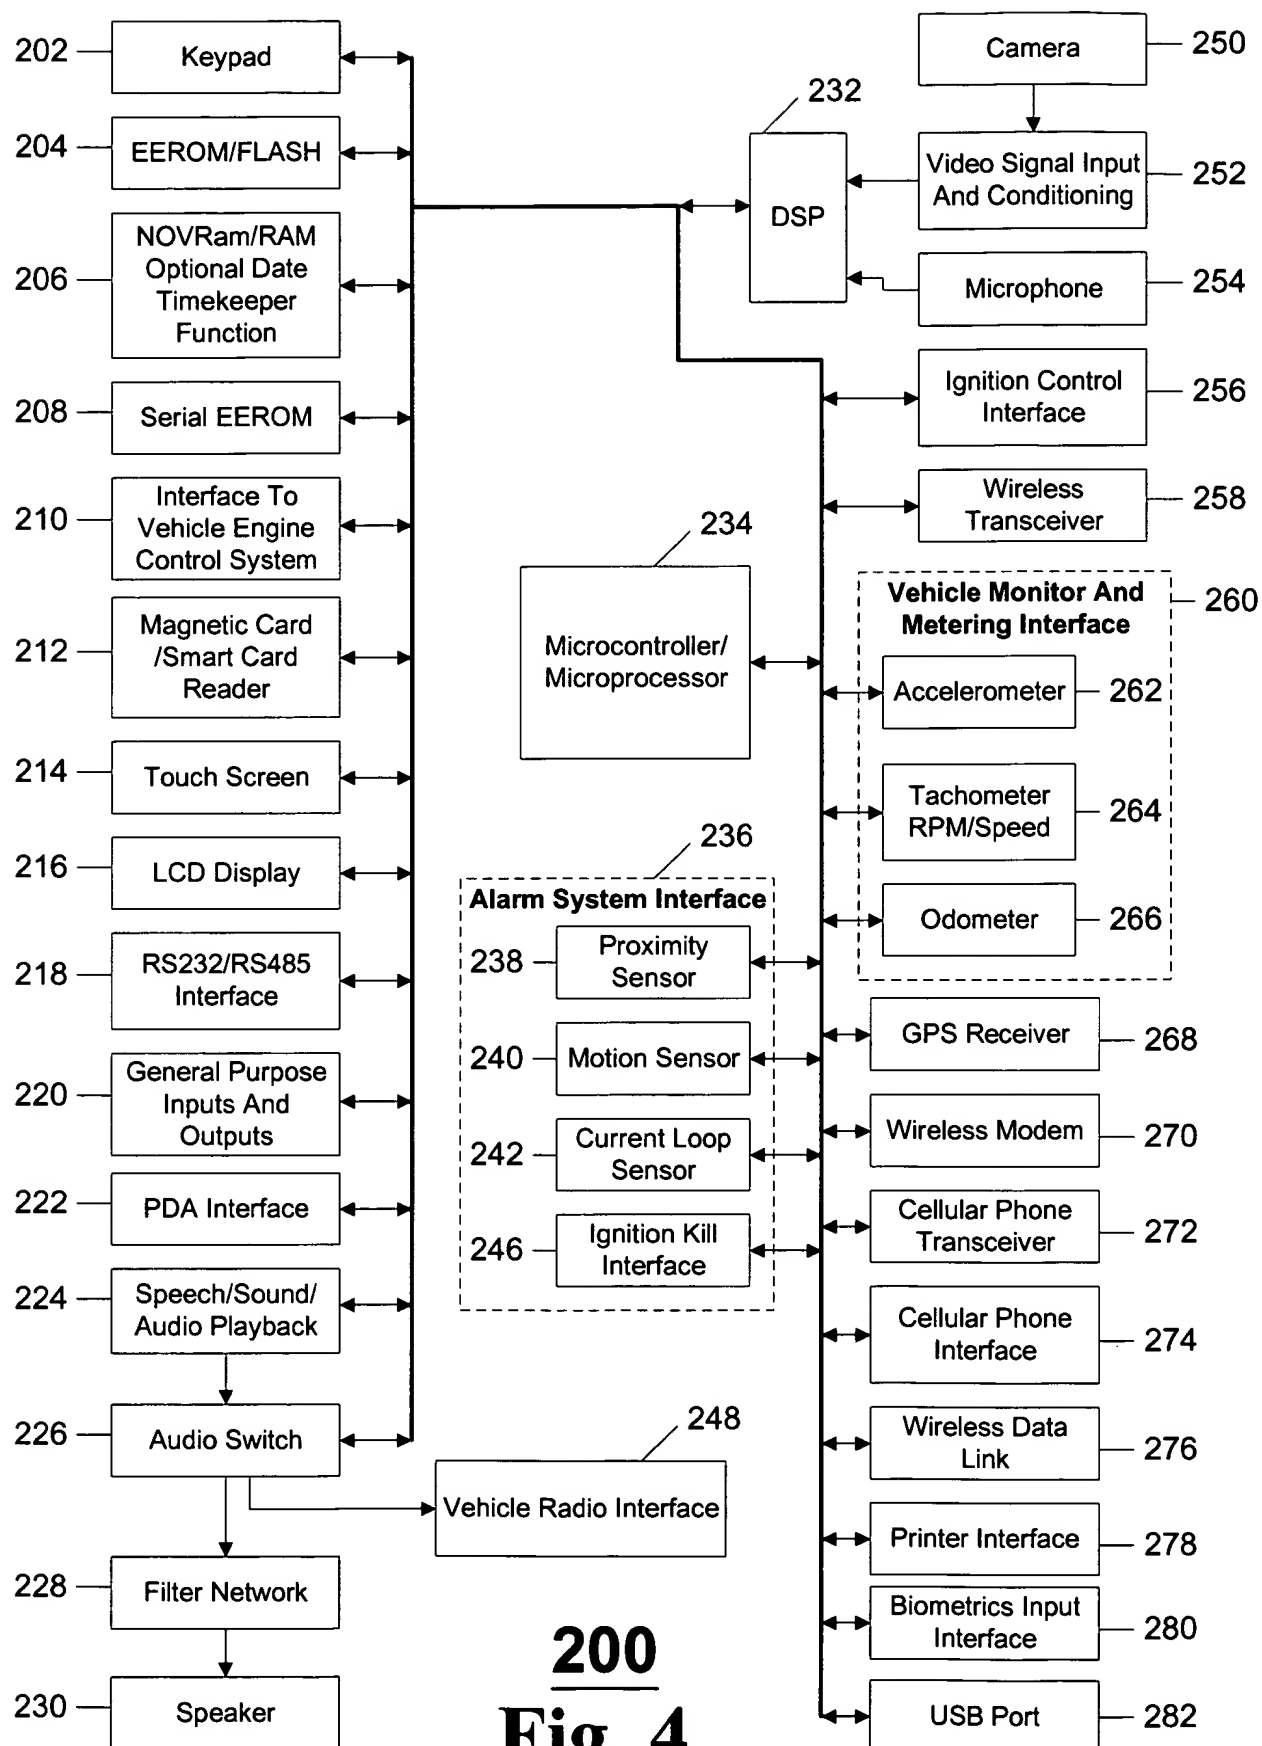 202
Keypad
204
EEROM/FLASH
206
NOVRam/RAM
Optional Date
Timekeeper
Function
208
Serial EEROM
210
Interface To
Vehicle Engine
Control System
212
Magnetic Card
/Smart Card
Reader
214
Touch Screen
216
LCD Display
218
RS232/RS485
Interface
220
General Purpose
Inputs And
Outputs
222
PDA Interface
224
Speech/Sound/
Audio Playback
226
Audio Switch
228
Filter Network
230
Speaker
232
DSP
234
Microcontroller/
Microprocessor
236
Alarm System Interface
238
Proximity
Sensor
240
Motion Sensor
242
Current Loop
Sensor
246
Ignition Kill
Interface
248
Vehicle Radio Interface
Camera
250
Video Signal Input
And Conditioning
252
Microphone
254
Ignition Control
Interface
256
Wireless
Transceiver
258
Vehicle Monitor And
Metering Interface
260
Accelerometer
262
Tachometer
RPM/Speed
264
Odometer
266
GPS Receiver
268
Wireless Modem
270
Cellular Phone
Transceiver
272
Cellular Phone
Interface
274
Wireless Data
Link
276
Printer Interface
278
Biometrics Input
Interface
280
USB Port
282
200
Fig. 4